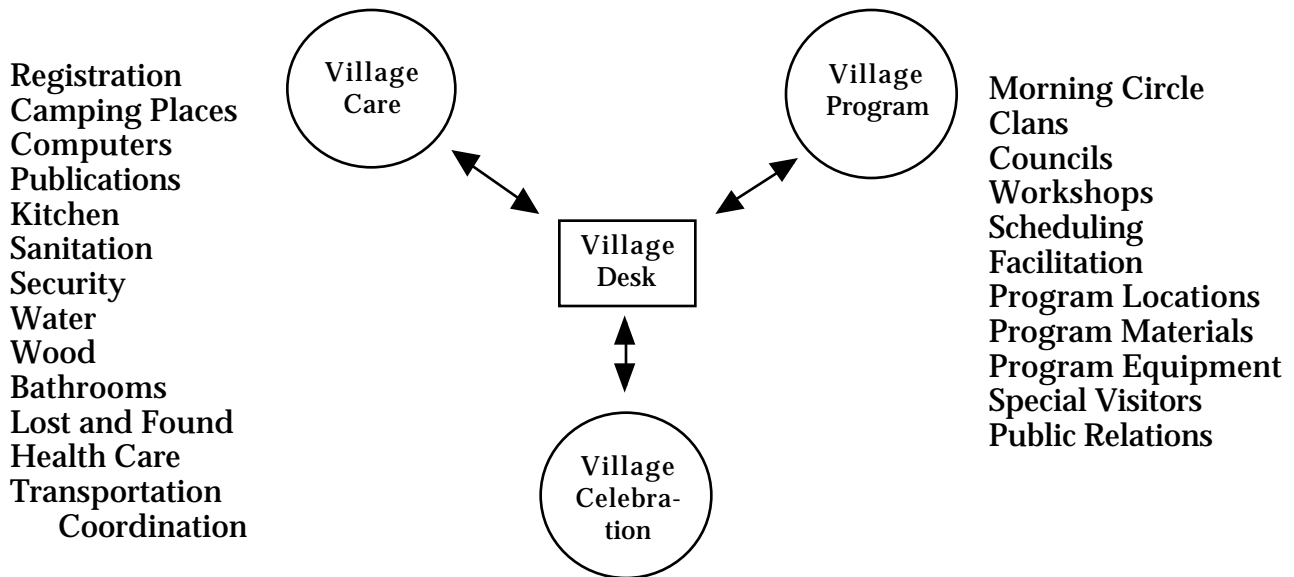 Registration
Camping Places
Computers
Publications
Kitchen
Sanitation
Security
Water
Wood
Bathrooms
Lost and Found
Health Care
Transportation
Coordination
Village
Care
Village
Program
Village
Desk
Village
Celebra-
tion
Morning Circle
Clans
Councils
Workshops
Scheduling
Facilitation
Program Locations
Program Materials
Program Equipment
Special Visitors
Public Relations